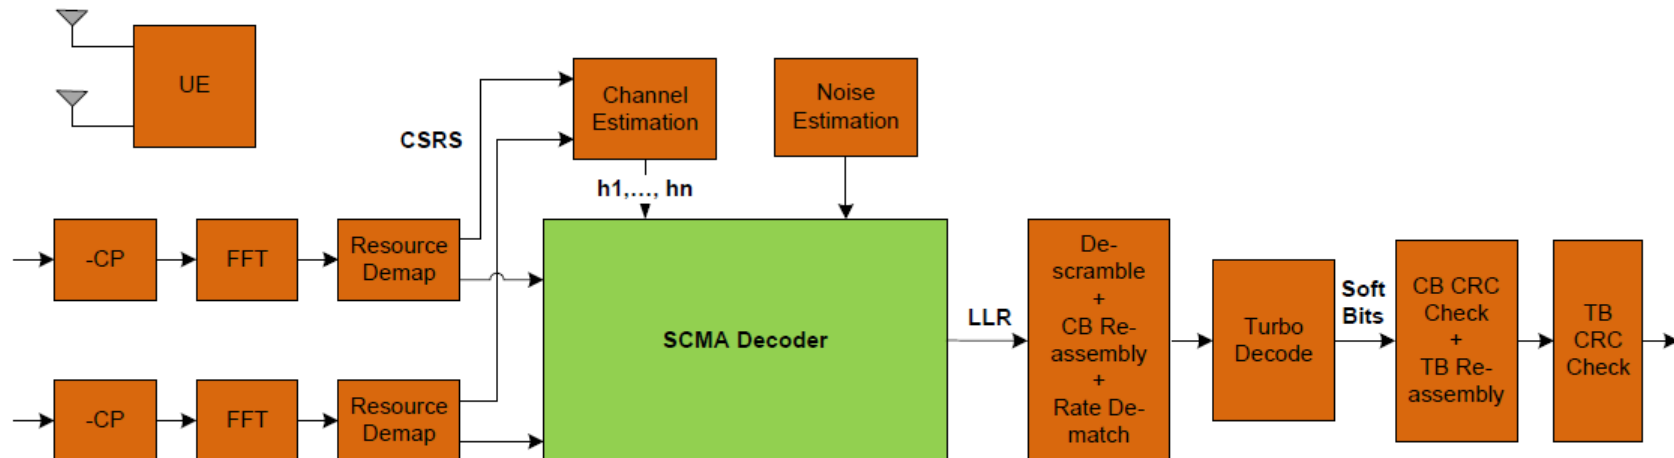 UE
Channel
Estimation
Noise
Estimation
CSRS
h1,..., hn
-CP
FFT
Resource
Demap
-CP
FFT
Resource
Demap
SCMA Decoder
LLR
De-
scramble
+
CB Re-
assembly
+
Rate De-
match
Turbo
Decode
Soft
Bits
CB CRC
Check
+
TB Re-
assembly
TB
CRC
Check